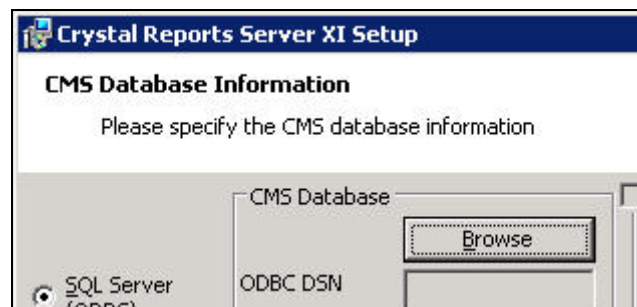 Crystal Reports Server XI Setup
CMS Database Information
Please specify the CMS database information
CMS Database
Browse
SQL Server
(ODBC)
ODBC DSN